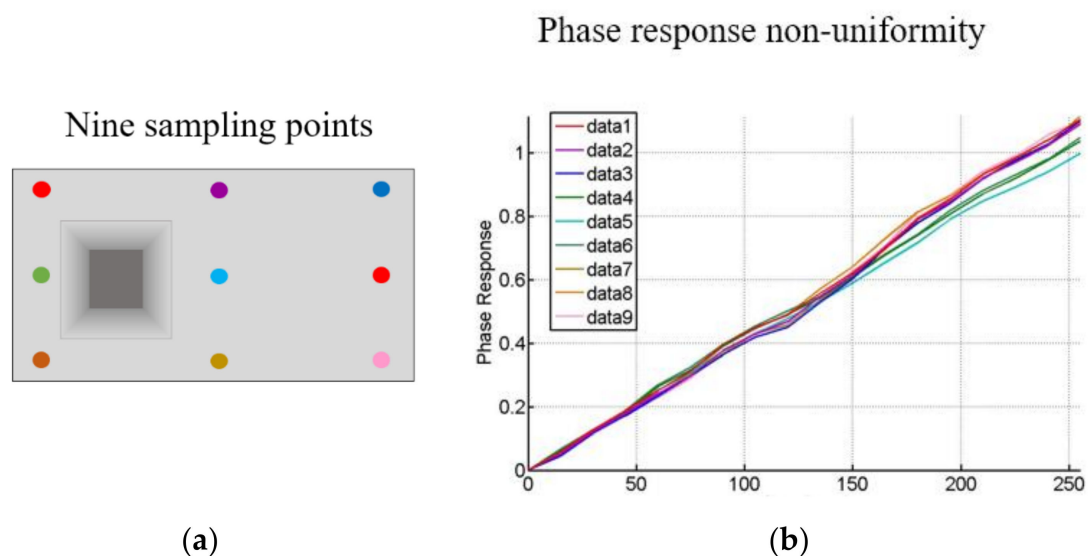 Phase response non-uniformity
Nine sampling points
data1
data2
data3
data4
data5
data6
data7
data8
data9
Phase Response
1
0.8
0.6
0.4
0.2
0
0 50 100 150 200 250
(a)
(b)